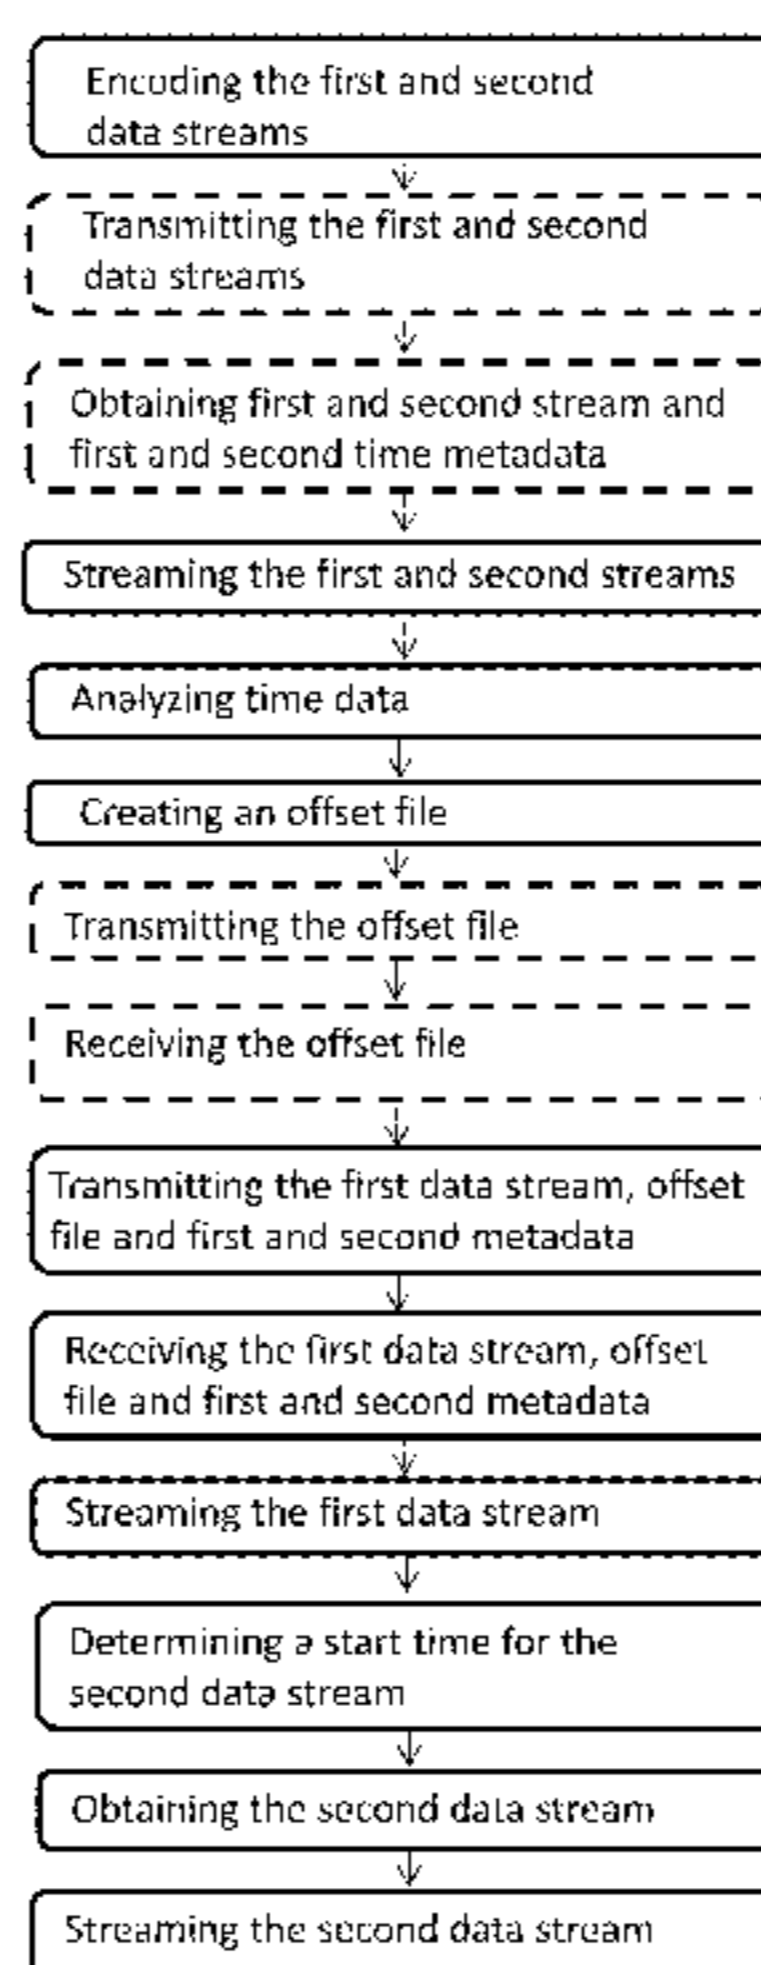 Encoding the first and second
data streams
Transmitting the first and second
data streams
Obtaining first and second stream and
first and second time metadata
Streaming the first and second streams
Analyzing time data
Creating an offset file
Transmitting the offset file
Receiving the offset file
Transmitting the first data stream, offset
file and first and second metadata
Receiving the first data stream, offset
file and first and second metadata
Streaming the first data stream
Determining a start time for the
second data stream
Obtaining the second data stream
Streaming the second data stream